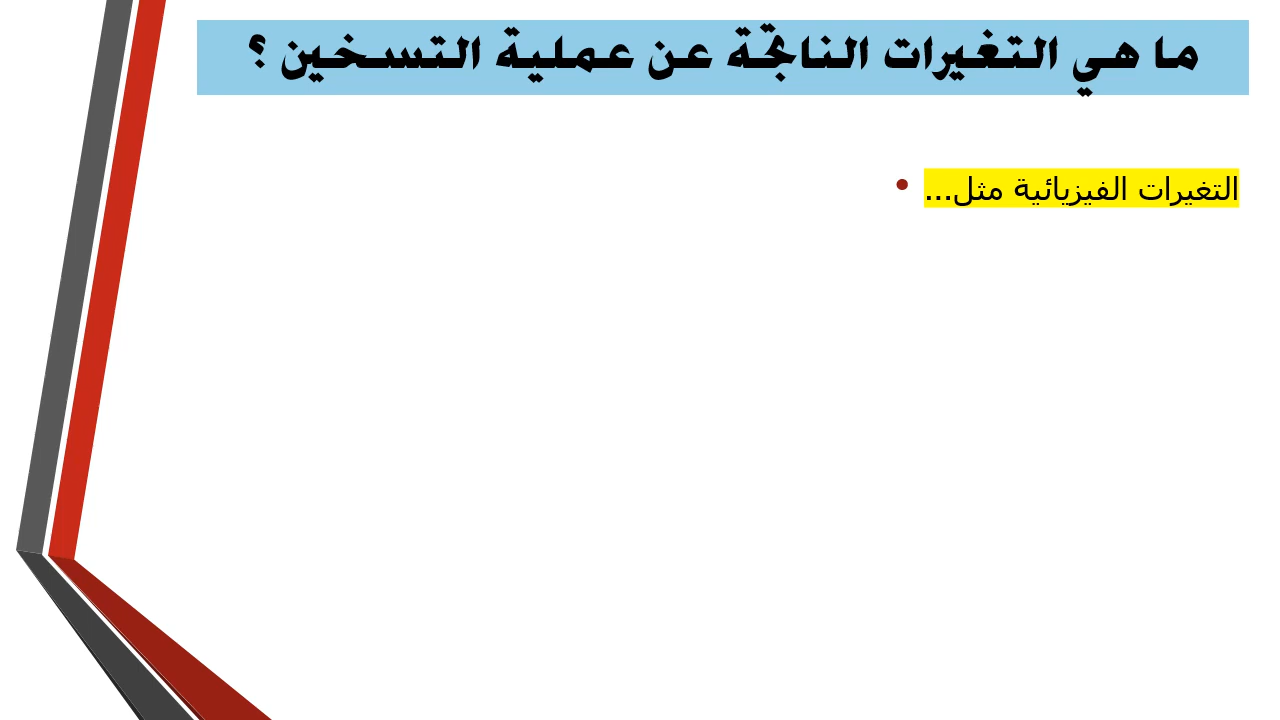 ما هي التغيرات الناتجة عن عملية التسخين ؟
• التغيرات الفيزيائية مثل...